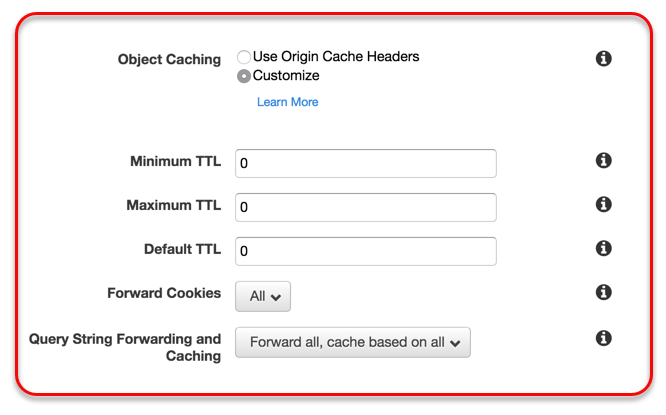 Object Caching
Use Origin Cache Headers
Customize
Learn More
Minimum TTL
0
Maximum TTL
0
Default TTL
0
Forward Cookies
All
Query String Forwarding and
Caching
Forward all, cache based on all